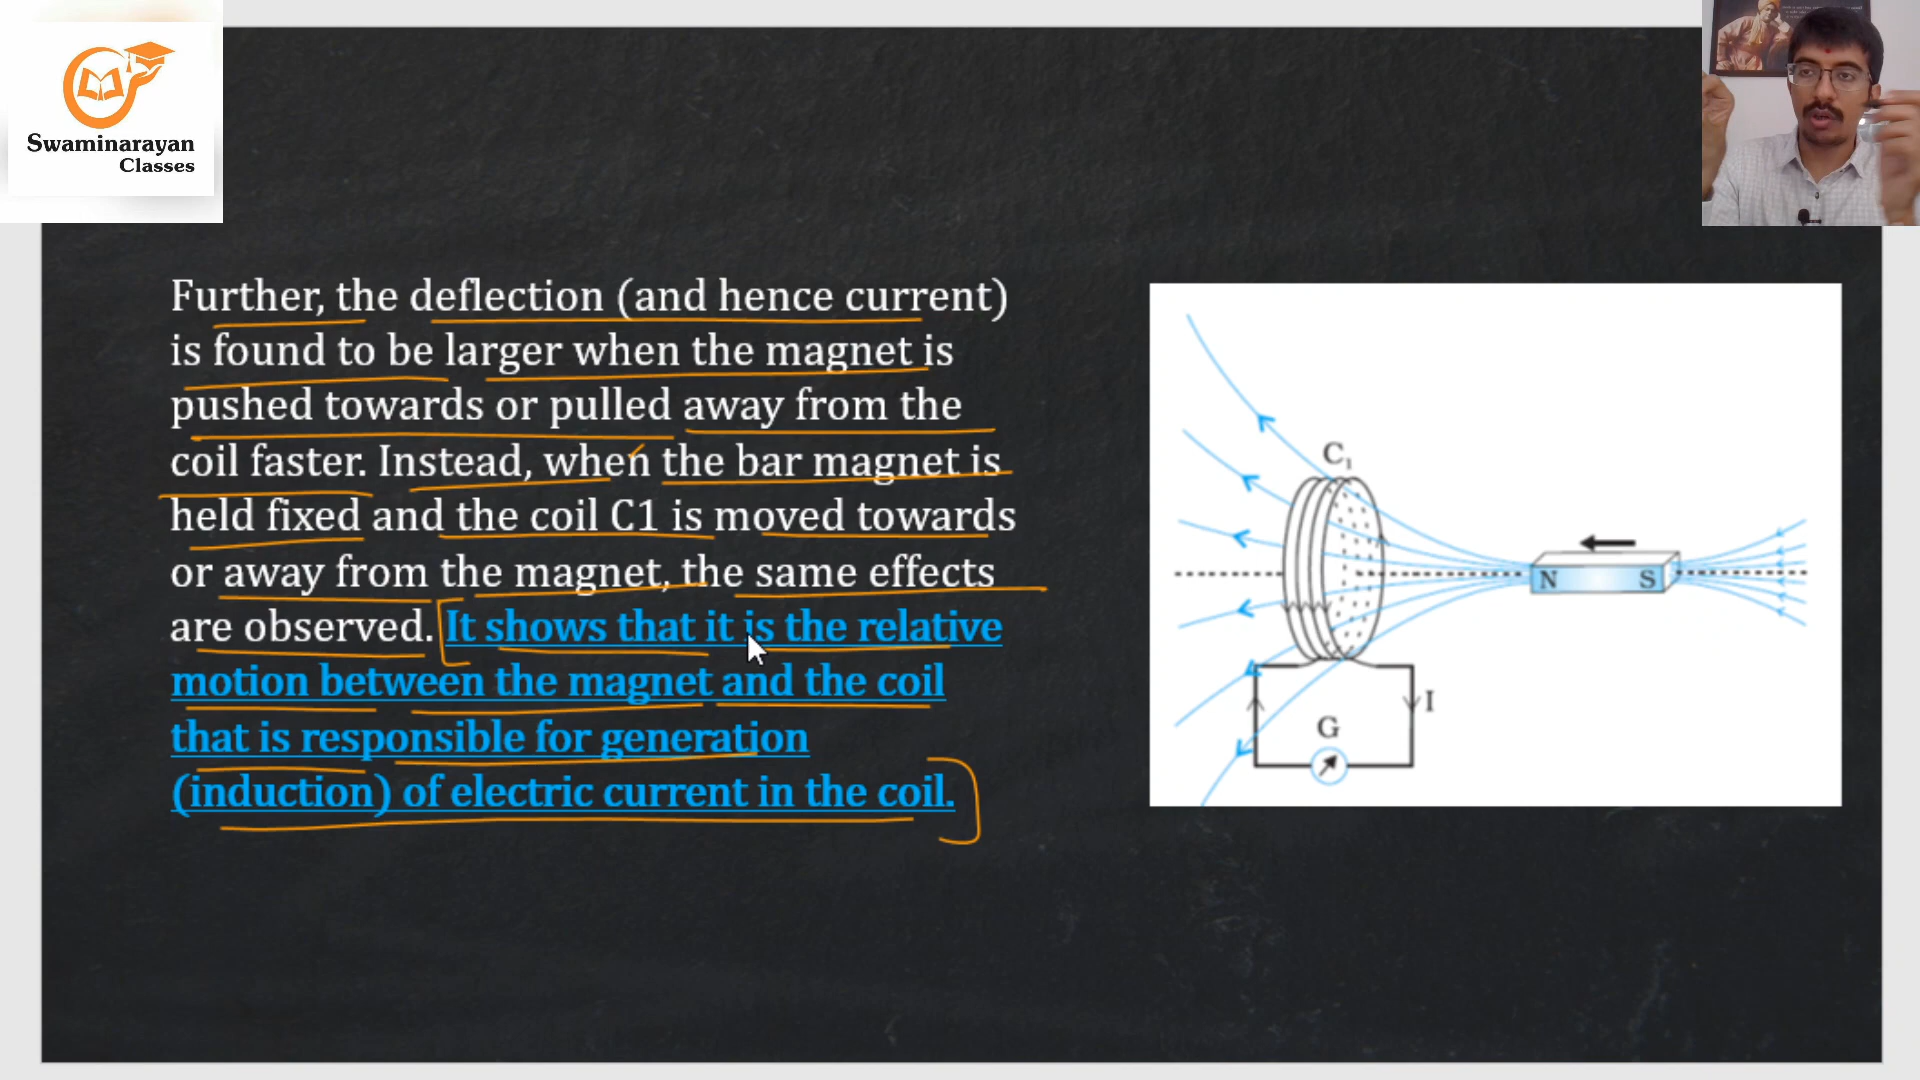 Swaminarayan
Classes
Further, the deflection (and hence current)
is found to be larger when the magnet is
pushed towards or pulled away from the
coil faster. Instead, when the bar magnet is
held fixed and the coil C1 is moved towards
or away from the magnet, the same effects
are observed. It shows that it is the relative
motion between the magnet and the coil
that is responsible for generation
(induction) of electric current in the coil.
C₁
N S
I
G